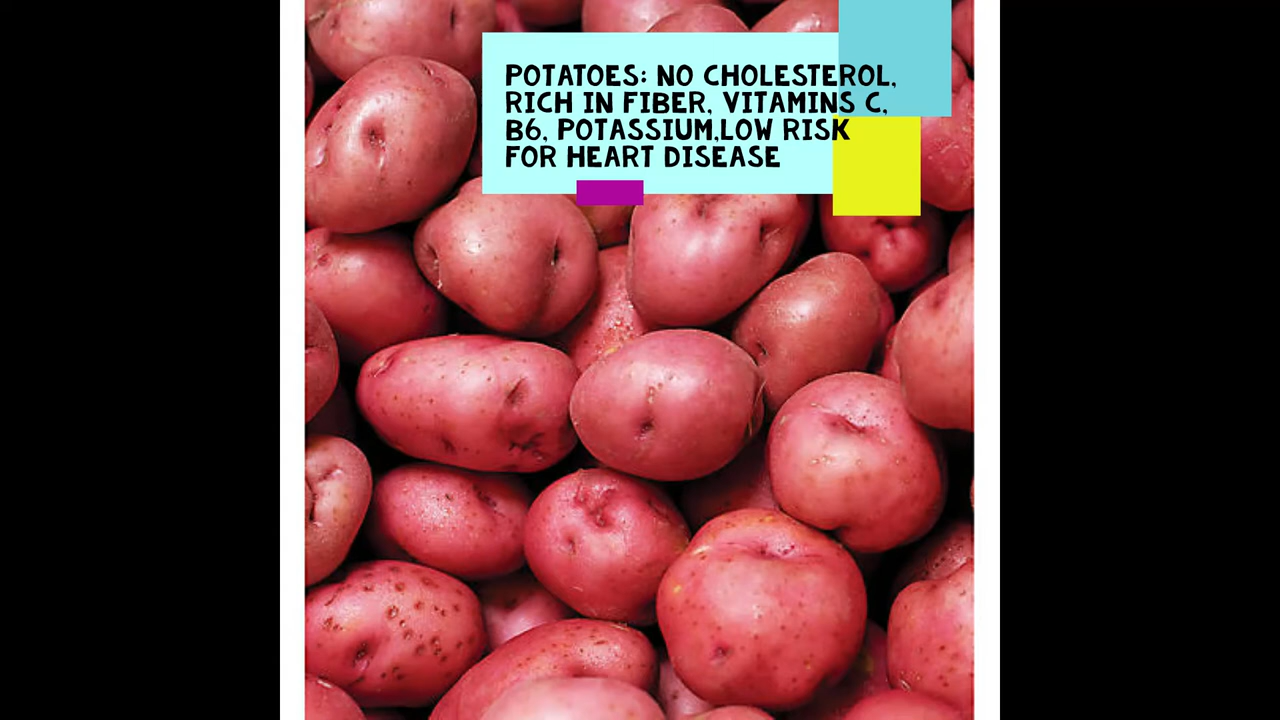 POTATOES: NO CHOLESTEROL,
RICH IN FIBER, VITAMINS C,
B6, POTASSIUM,LOW RISK
FOR HEART DISEASE